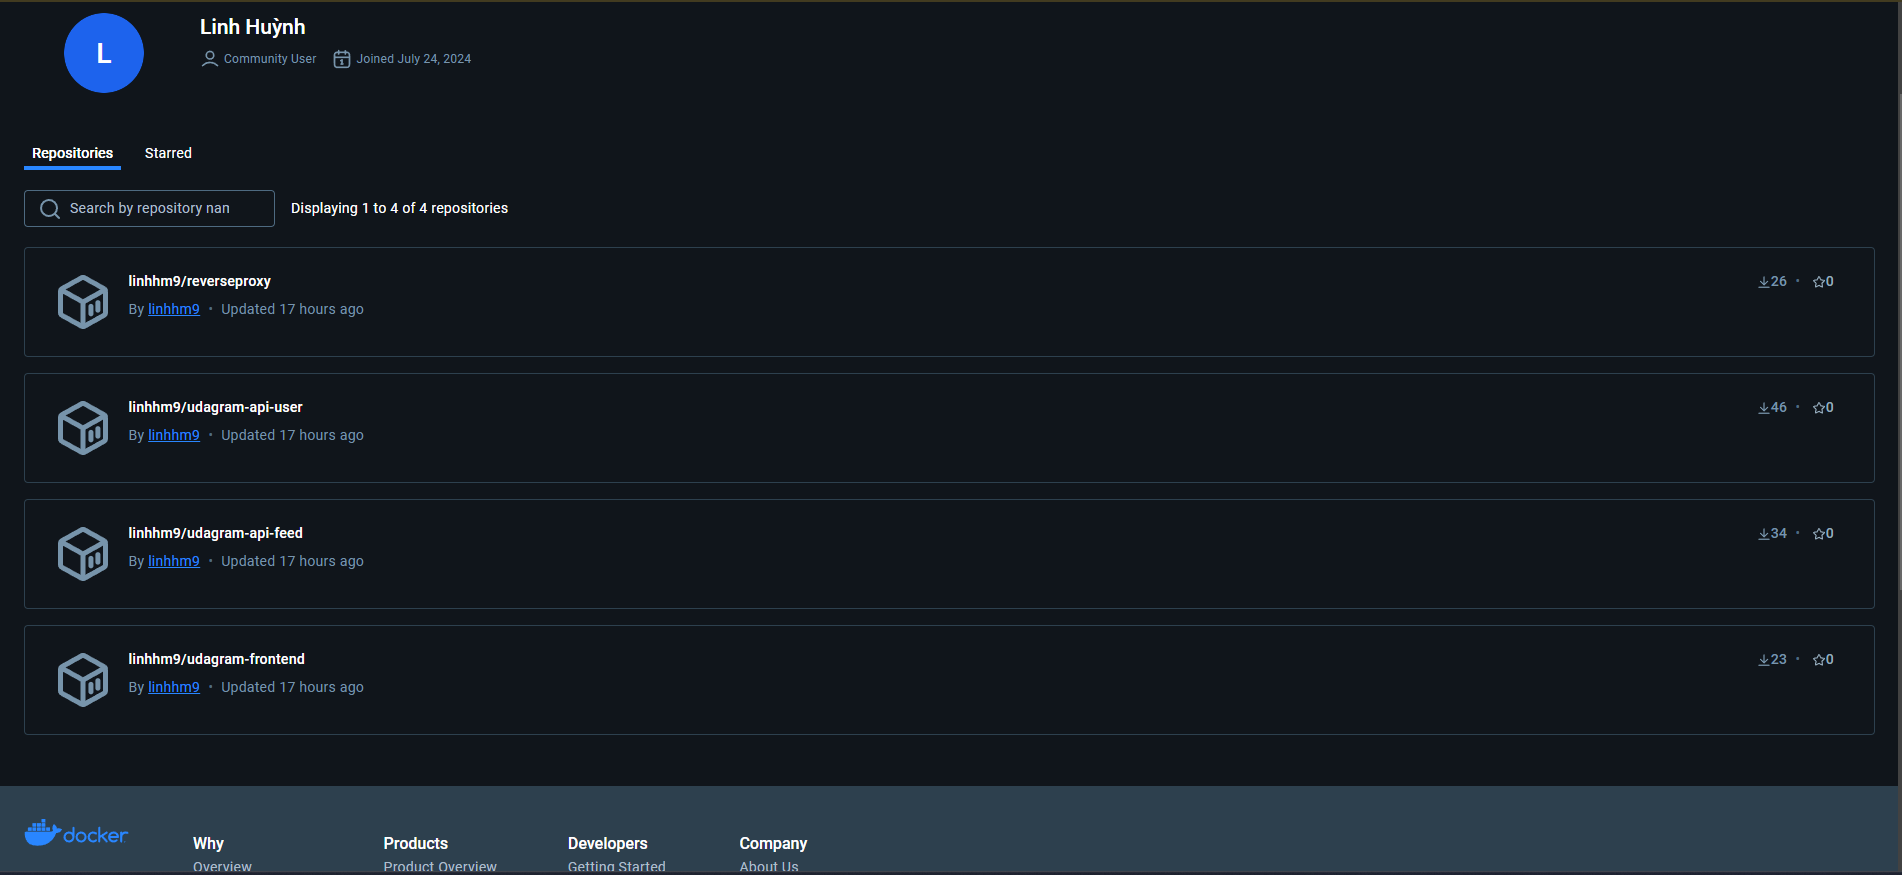 L
Linh Huỳnh
Community User Joined July 24, 2024
Repositories Starred
Search by repository nan Displaying 1 to 4 of 4 repositories
linhhm9/reverseproxy 26 • 0
By linhhm9 • Updated 17 hours ago
linhhm9/udagram-api-user 46 • 0
By linhhm9 • Updated 17 hours ago
linhhm9/udagram-api-feed 34 • 0
By linhhm9 • Updated 17 hours ago
linhhm9/udagram-frontend 23 • 0
By linhhm9 • Updated 17 hours ago
docker
Why Products Developers Company
Overview Product Overview Getting Started About Us